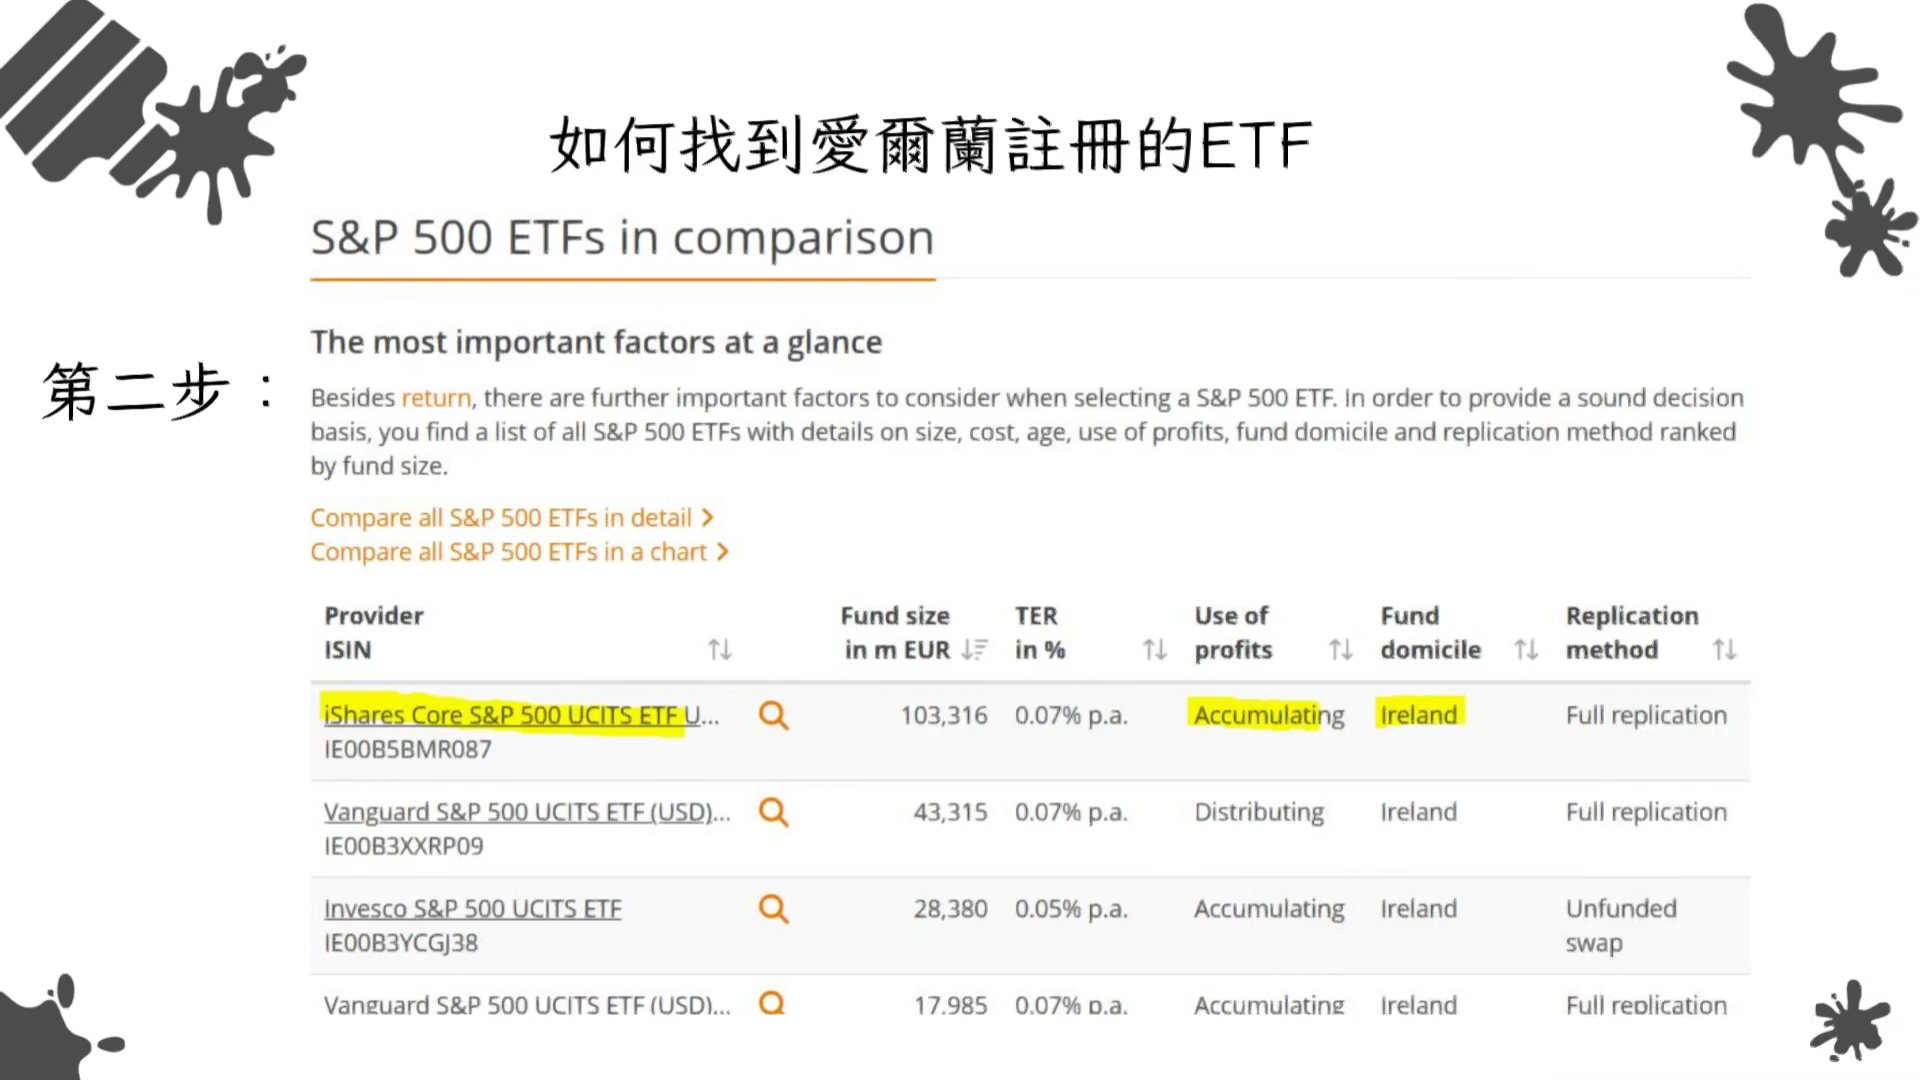 如何找到愛爾蘭註冊的ETF
S&P 500 ETFs in comparison
The most important factors at a glance
第二步：
Besides return, there are further important factors to consider when selecting a S&P 500 ETF. In order to provide a sound decision
basis, you find a list of all S&P 500 ETFs with details on size, cost, age, use of profits, fund domicile and replication method ranked
by fund size.
Compare all S&P 500 ETFs in detail
Compare all S&P 500 ETFs in a chart
Provider Fund size TER Use of Fund Replication
ISIN in m EUR in % profits domicile method
iShares Core S&P 500 UCITS ETF U... 103,316 0.07% p.a. Accumulating Ireland Full replication
IE00B5BMR087
Vanguard S&P 500 UCITS ETF (USD)... 43,315 0.07% p.a. Distributing Ireland Full replication
IE00B3XXRP09
Invesco S&P 500 UCITS ETF 28,380 0.05% p.a. Accumulating Ireland Unfunded
IE00B3YCGJ38 swap
Vanguard S&P 500 UCITS ETF (USD)... 17,985 0.07% p.a. Accumulating Ireland Full replication